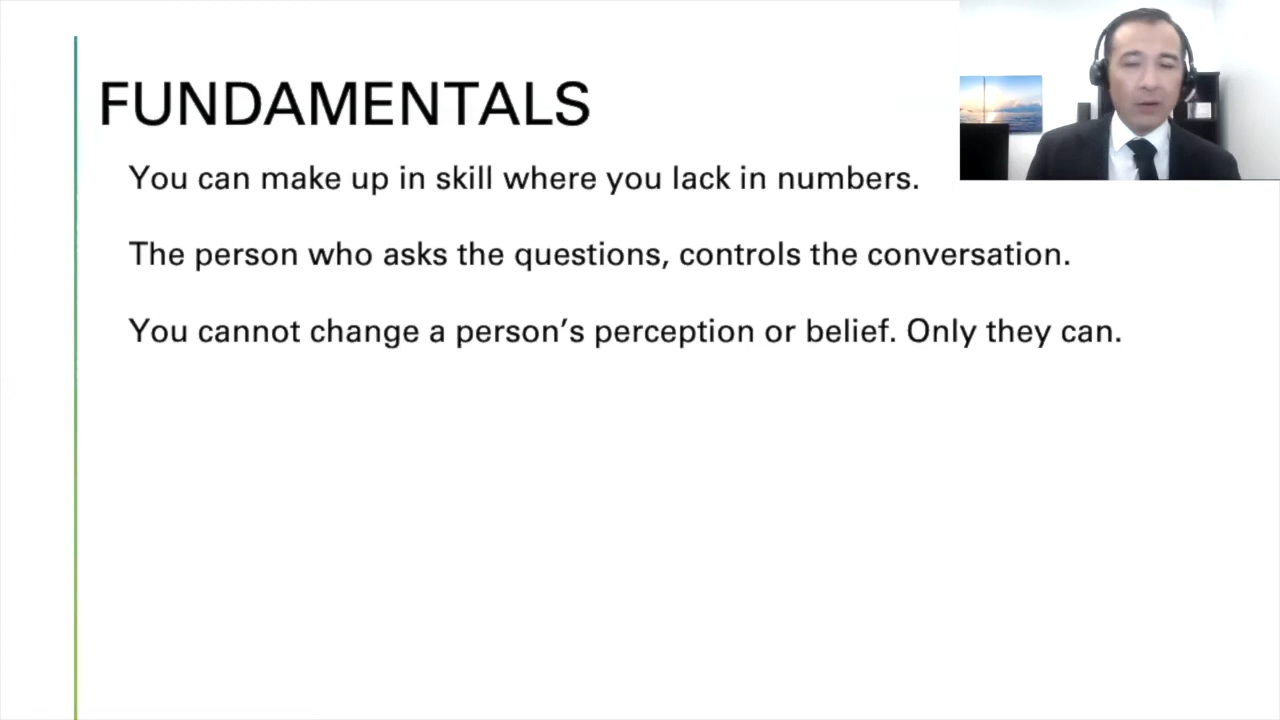 FUNDAMENTALS
You can make up in skill where you lack in numbers.
The person who asks the questions, controls the conversation.
You cannot change a person’s perception or belief. Only they can.